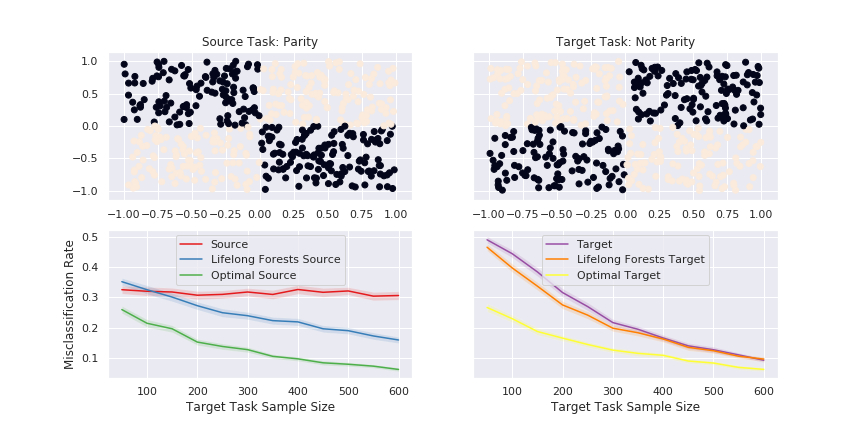 Source Task: Parity
Target Task: Not Parity
1.0
0.5
0.0
−0.5
−1.0
−1.00 −0.75 −0.50 −0.25 0.00 0.25 0.50 0.75 1.00
−1.00 −0.75 −0.50 −0.25 0.00 0.25 0.50 0.75 1.00
Misclassification Rate
0.5
0.4
0.3
0.2
0.1
Source
Lifelong Forests Source
Optimal Source
100 200 300 400 500 600
Target Task Sample Size
Target
Lifelong Forests Target
Optimal Target
100 200 300 400 500 600
Target Task Sample Size